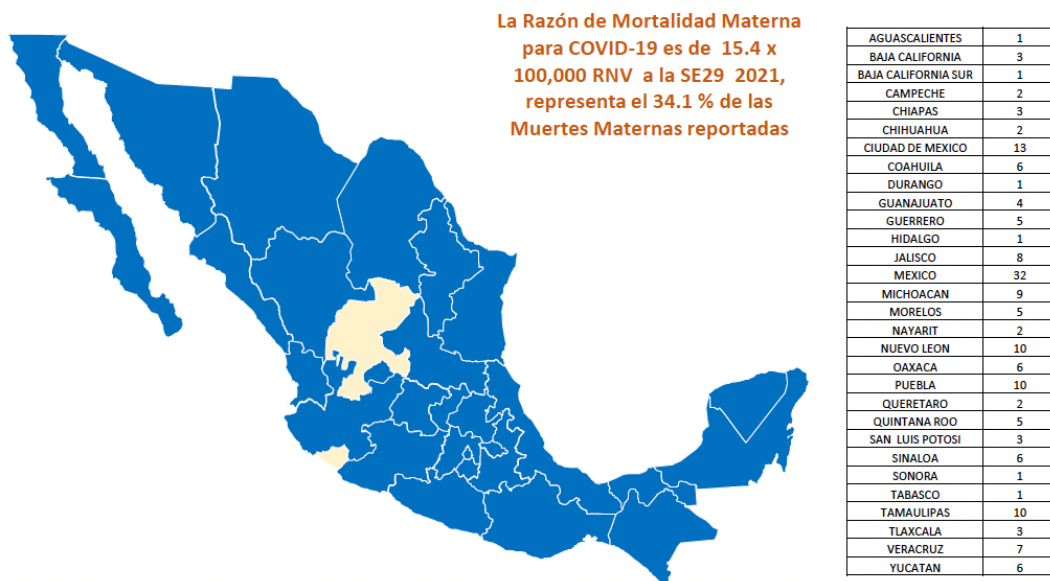 La Razón de Mortalidad Materna
para COVID-19 es de 15.4 x
100,000 RNV a la SE29 2021,
representa el 34.1 % de las
Muertes Maternas reportadas
AGUASCALIENTES 1
BAJA CALIFORNIA 3
BAJA CALIFORNIA SUR 1
CAMPECHE 2
CHIAPAS 3
CHIHUAHUA 2
CIUDAD DE MEXICO 13
COAHUILA 6
DURANGO 1
GUANAJUATO 4
GUERRERO 5
HIDALGO 1
JALISCO 8
MEXICO 32
MICHOACAN 9
MORELOS 5
NAYARIT 2
NUEVO LEON 10
OAXACA 6
PUEBLA 10
QUERETARO 2
QUINTANA ROO 5
SAN LUIS POTOSI 3
SINALOA 6
SONORA 1
TABASCO 1
TAMAULIPAS 10
TLAXCALA 3
VERACRUZ 7
YUCATAN 6